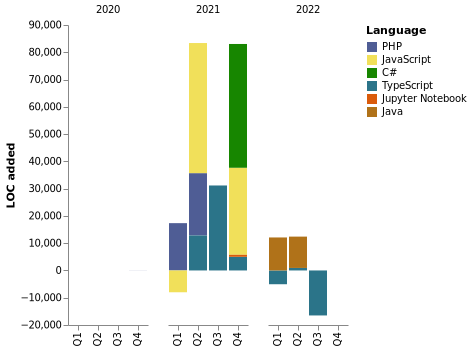 2020 2021 2022
90,000
80,000
70,000
60,000
50,000
40,000
30,000
20,000
10,000
0
−10,000
−20,000
LOC added
Q1 Q2 Q3 Q4 Q1 Q2 Q3 Q4 Q1 Q2 Q3 Q4
Language
PHP
JavaScript
C#
TypeScript
Jupyter Notebook
Java